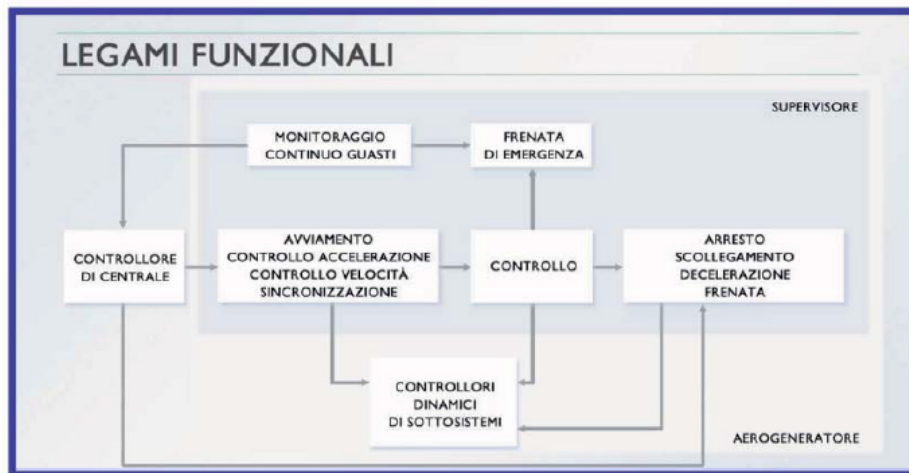 LEGAMI FUNZIONALI
SUPERVISORE
MONITORAGGIO
CONTINUO GUASTI
FRENATA
DI EMERGENZA
CONTROLLORE
DI CENTRALE
AVVIAMENTO
CONTROLLO ACCELERAZIONE
CONTROLLO VELOCITÀ
SINCRONIZZAZIONE
CONTROLLO
ARRESTO
SCOLLEGAMENTO
DECELERAZIONE
FRENATA
CONTROLLORI
DINAMICI
DI SOTTOSISTEMI
AEROGENERATORE